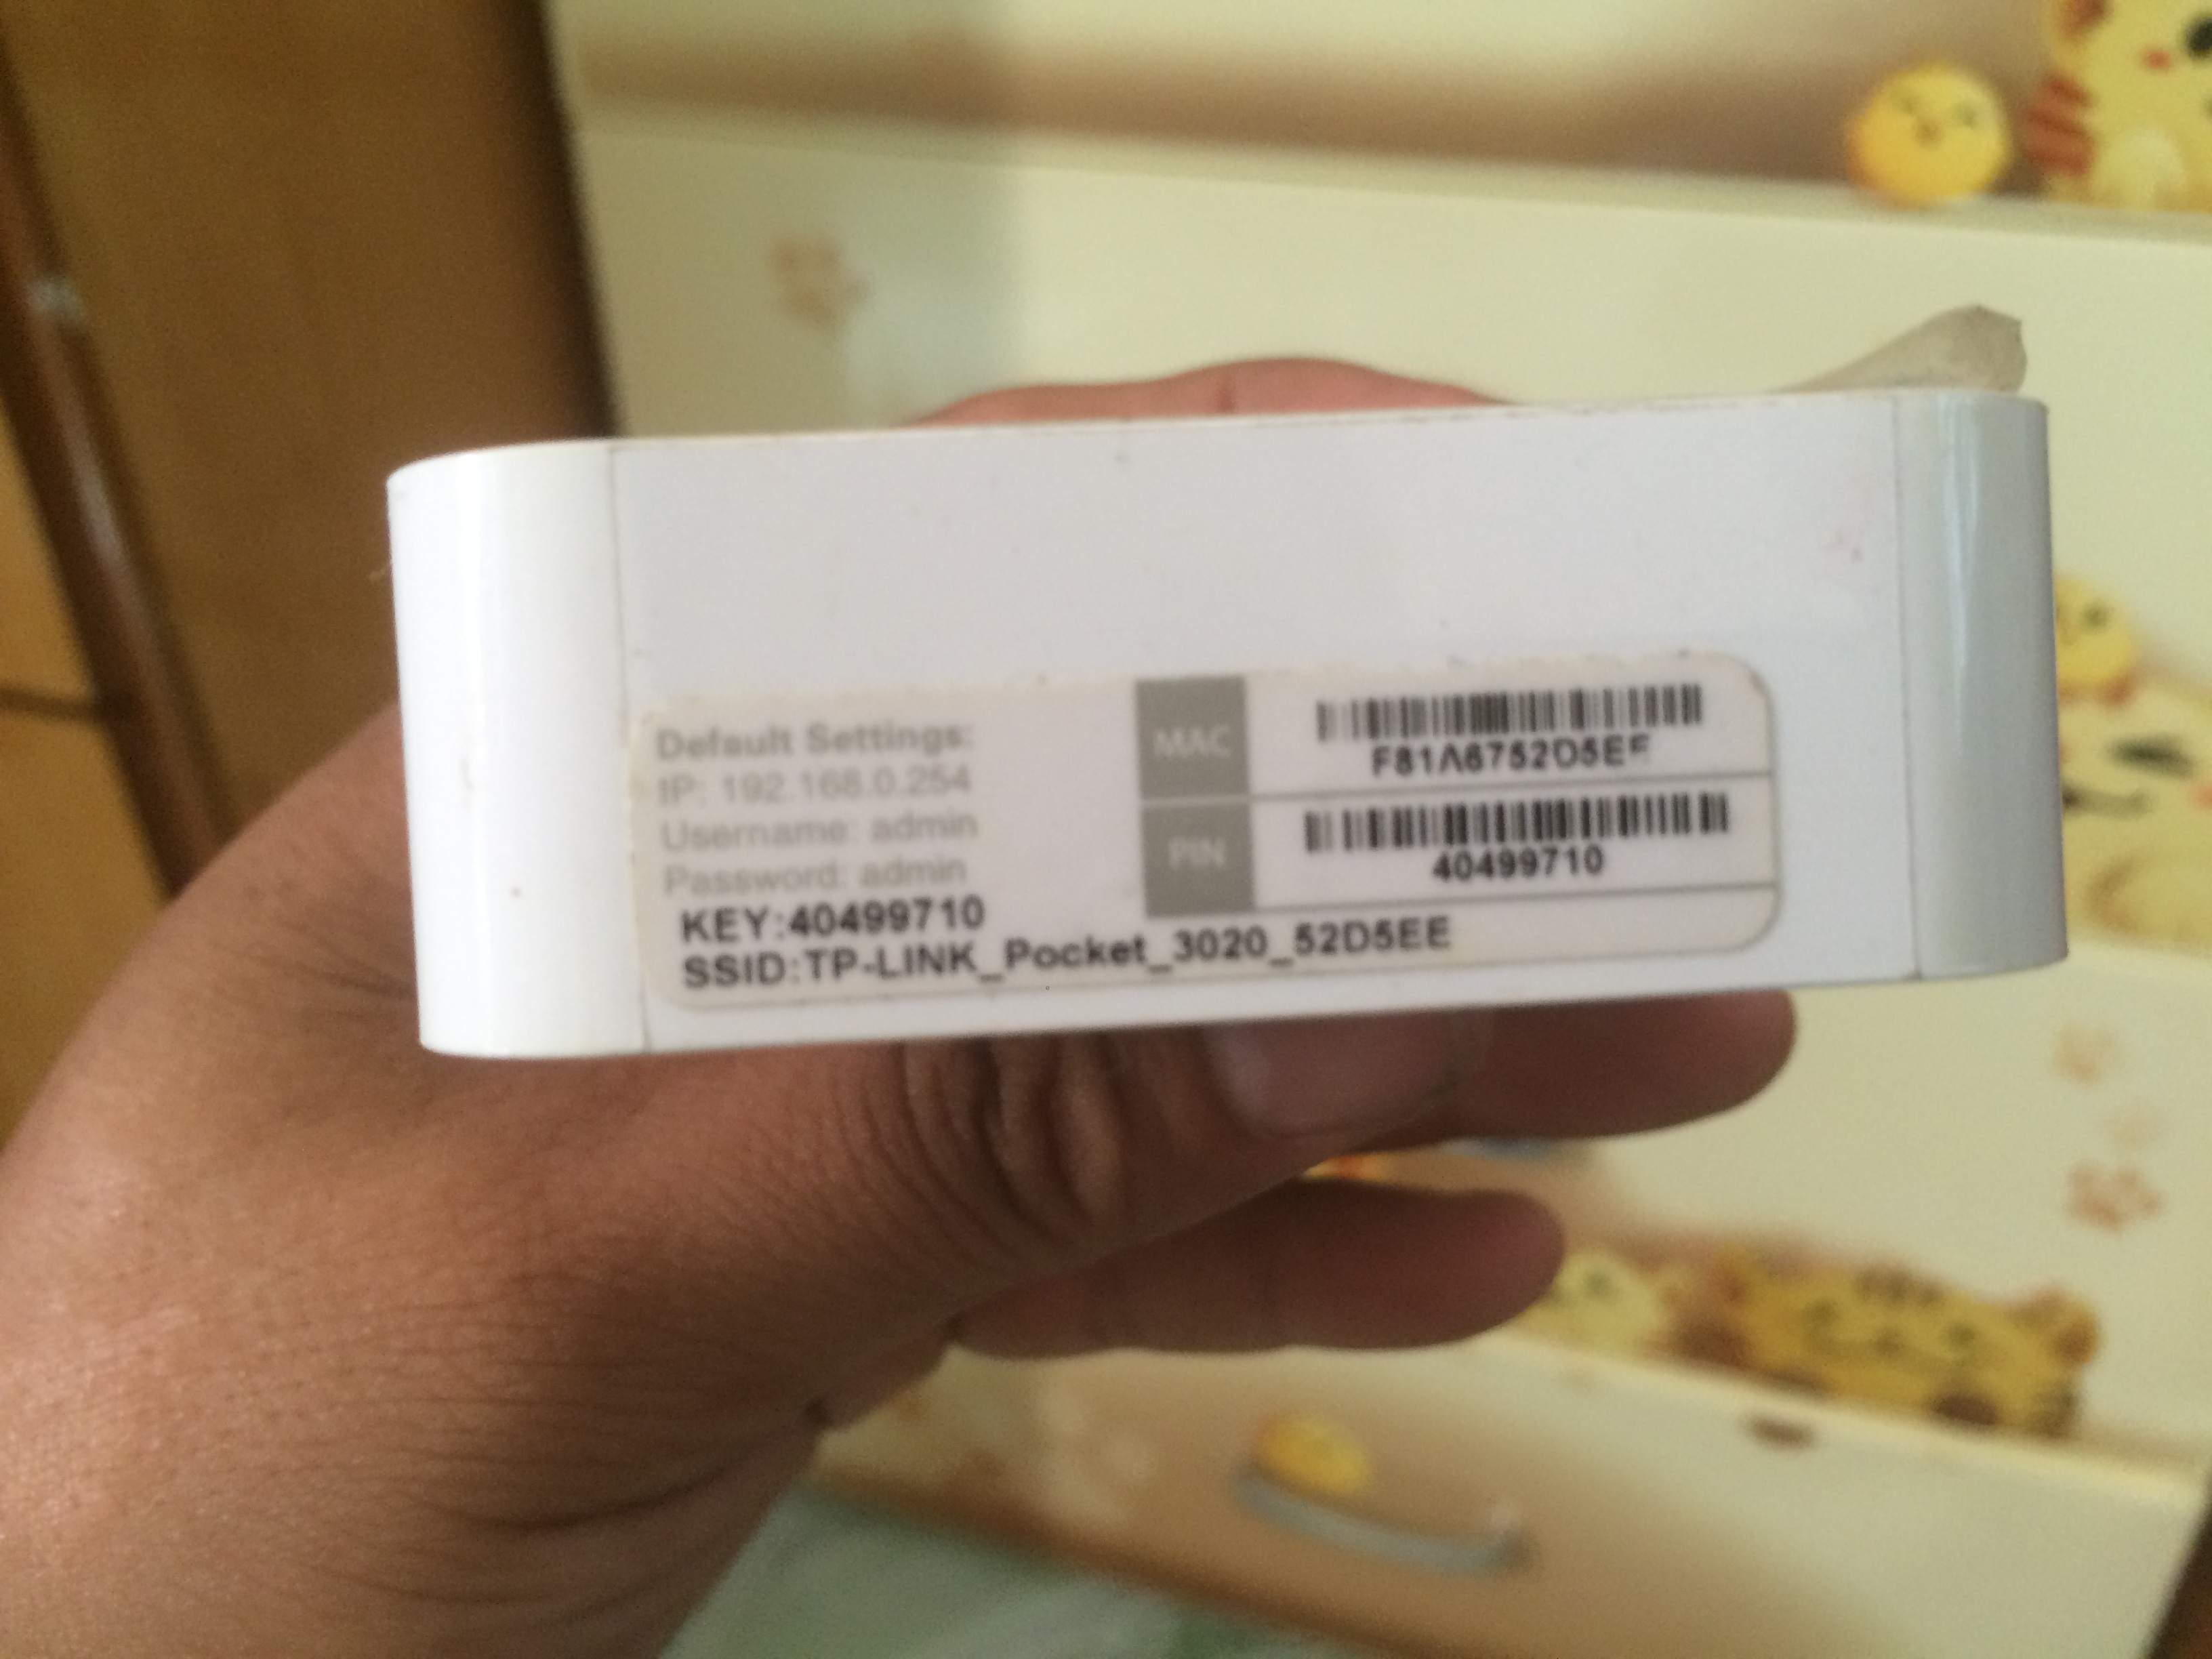 Default Settings:
IP: 192.168.0.254
Username: admin
Password: admin
KEY:40499710
SSID:TP-LINK_Pocket_3020_52D5EE
MAC
F81A6752D5EE
PIN
40499710